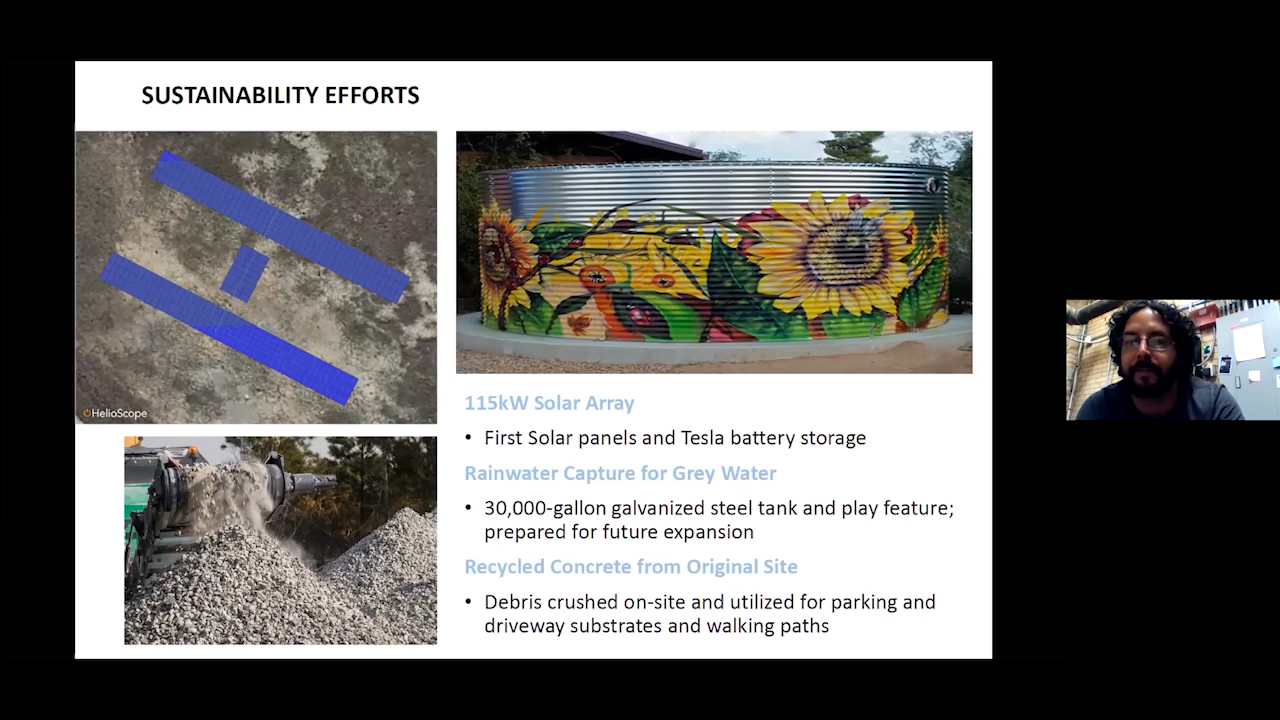 SUSTAINABILITY EFFORTS
HelioScope
115kW Solar Array
• First Solar panels and Tesla battery storage
Rainwater Capture for Grey Water
• 30,000-gallon galvanized steel tank and play feature;
prepared for future expansion
Recycled Concrete from Original Site
• Debris crushed on-site and utilized for parking and
driveway substrates and walking paths